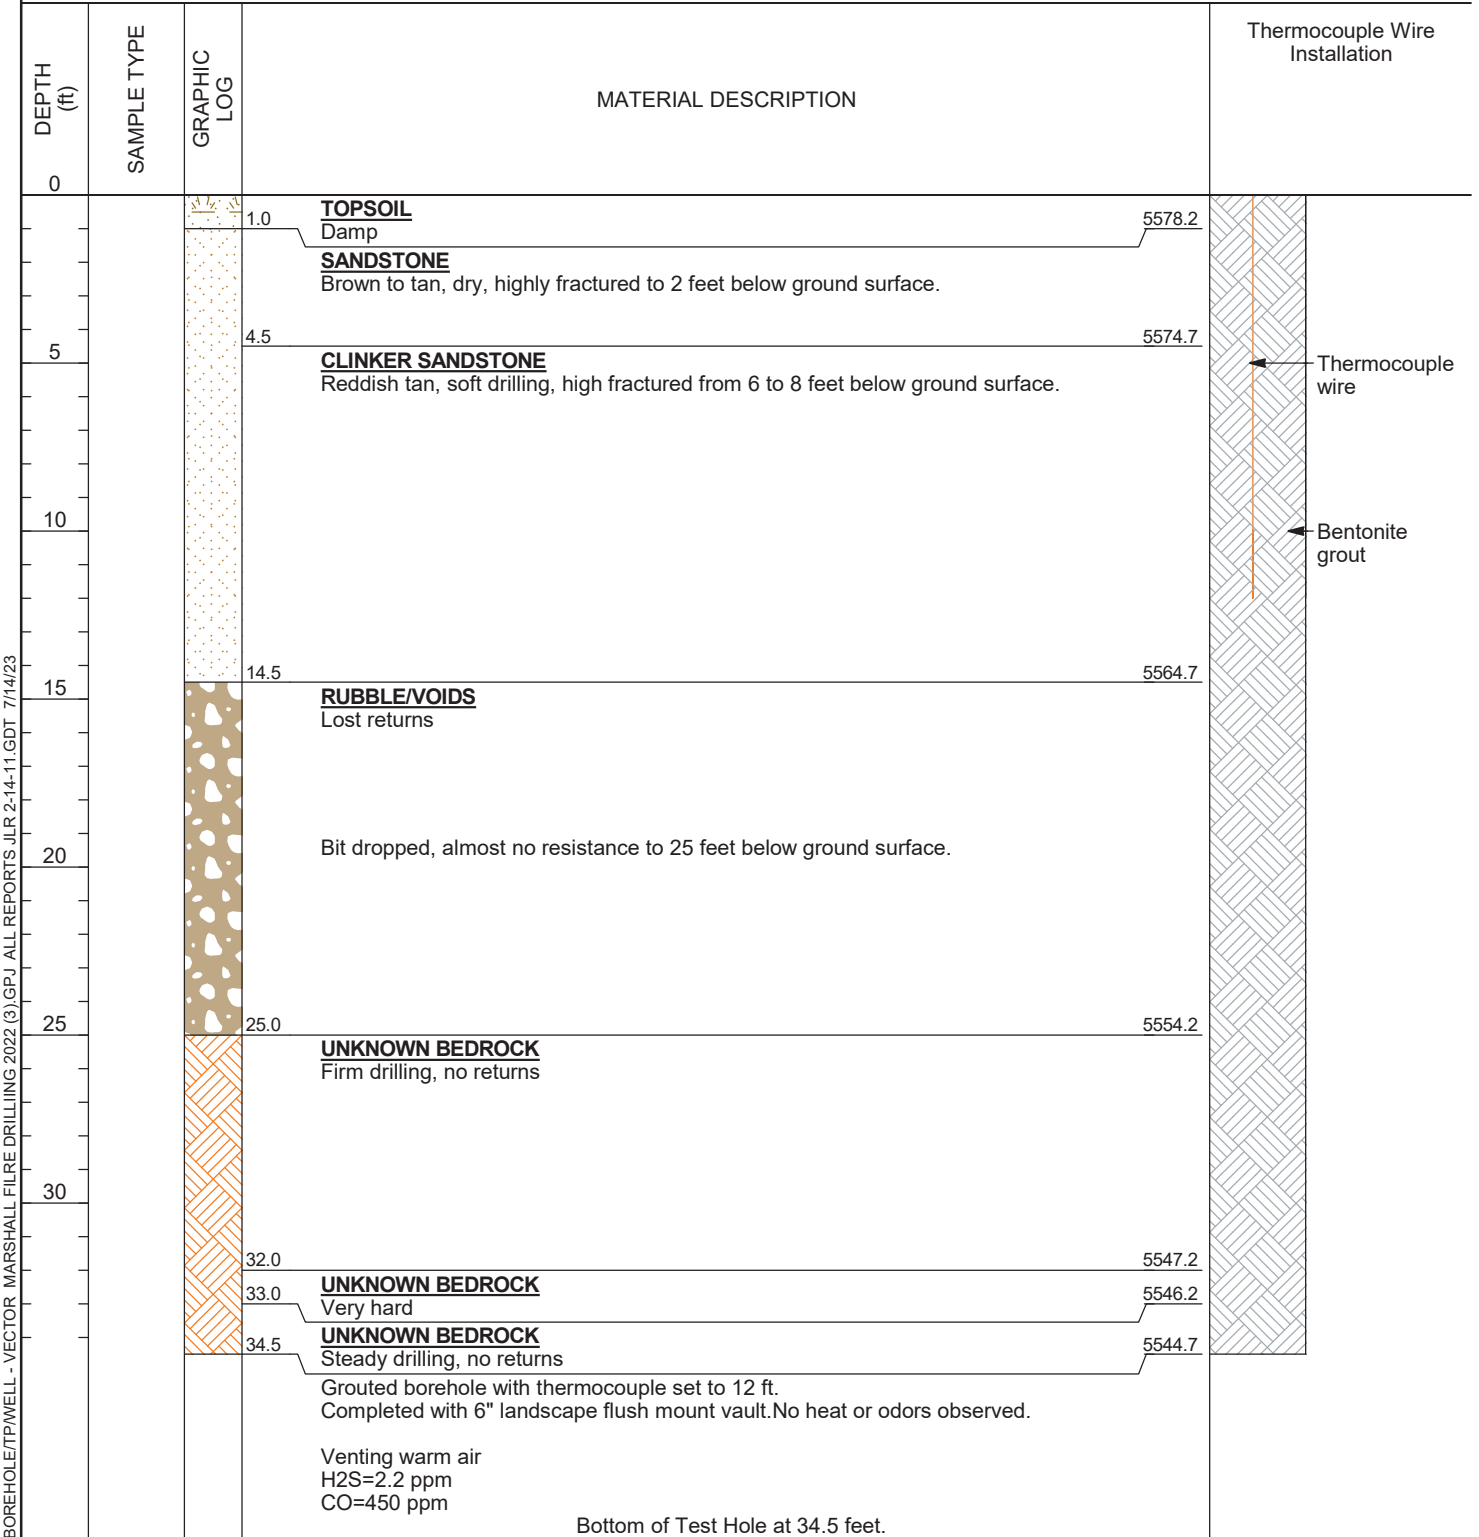 DEPTH
(ft)
SAMPLE TYPE
GRAPHIC
LOG
MATERIAL DESCRIPTION
Thermocouple Wire
Installation
0
TOPSOIL
1.0
5578.2
Damp
SANDSTONE
Brown to tan, dry, highly fractured to 2 feet below ground surface.
4.5
5574.7
5
CLINKER SANDSTONE
Reddish tan, soft drilling, high fractured from 6 to 8 feet below ground surface.
Thermocouple
wire
10
Bentonite
grout
14.5
5564.7
15
RUBBLE/VOIDS
Lost returns
Bit dropped, almost no resistance to 25 feet below ground surface.
20
25
25.0
5554.2
UNKNOWN BEDROCK
Firm drilling, no returns
30
32.0
5547.2
UNKNOWN BEDROCK
33.0
5546.2
Very hard
UNKNOWN BEDROCK
34.5
5544.7
Steady drilling, no returns
Grouted borehole with thermocouple set to 12 ft.
Completed with 6" landscape flush mount vault.No heat or odors observed.
Venting warm air
H2S=2.2 ppm
CO=450 ppm
Bottom of Test Hole at 34.5 feet.
BOREHOLE/TP/WELL - VECTOR MARSHALL FILRE DRILLIING 2022 (3).GPJ ALL REPORTS JLR 2-14-11.GDT 7/14/23